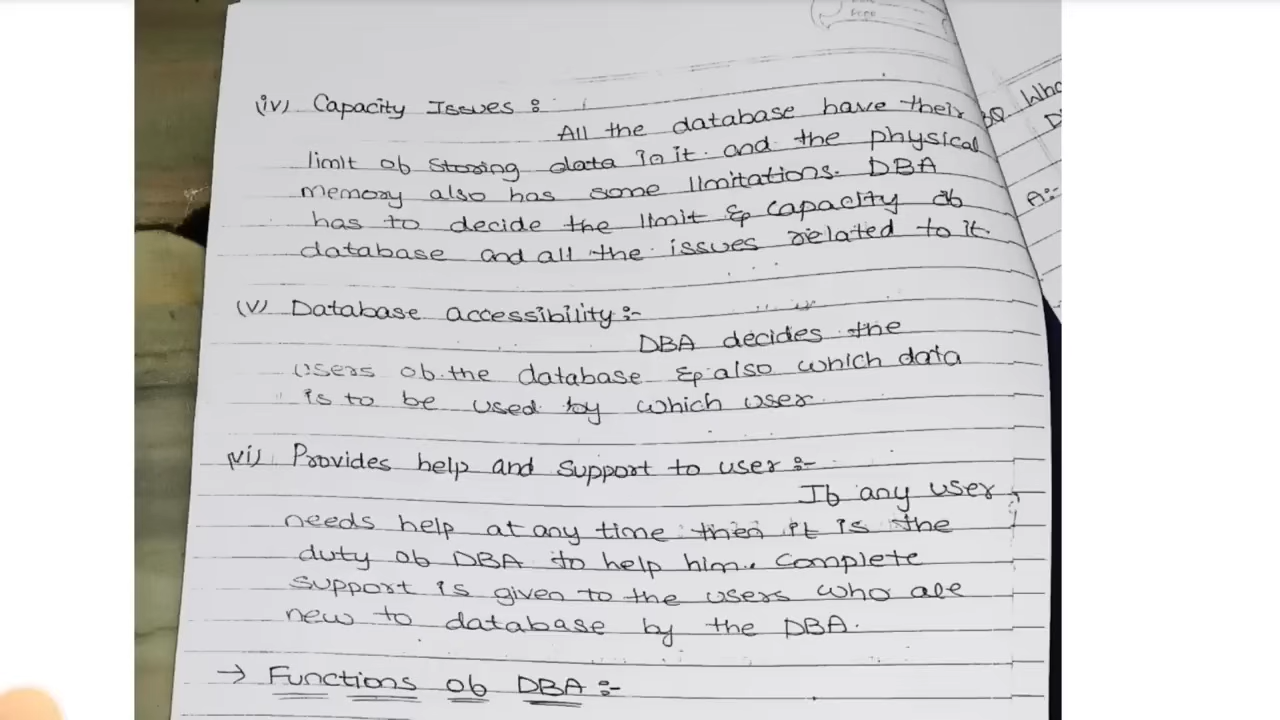 (iv) Capacity Issues :-
All the database have their
limit of storing data in it. and the physical
memory also has some limitations. DBA
has to decide the limit & capacity of
database and all the issues related to it.
(v) Database accessibility :-
DBA decides the
users of the database & also which data
is to be used by which user.
(vi) Provides help and support to user :-
If any user
needs help at any time then it is the
duty of DBA to help him. Complete
support is given to the users who are
new to database by the DBA.
→ Functions of DBA :-